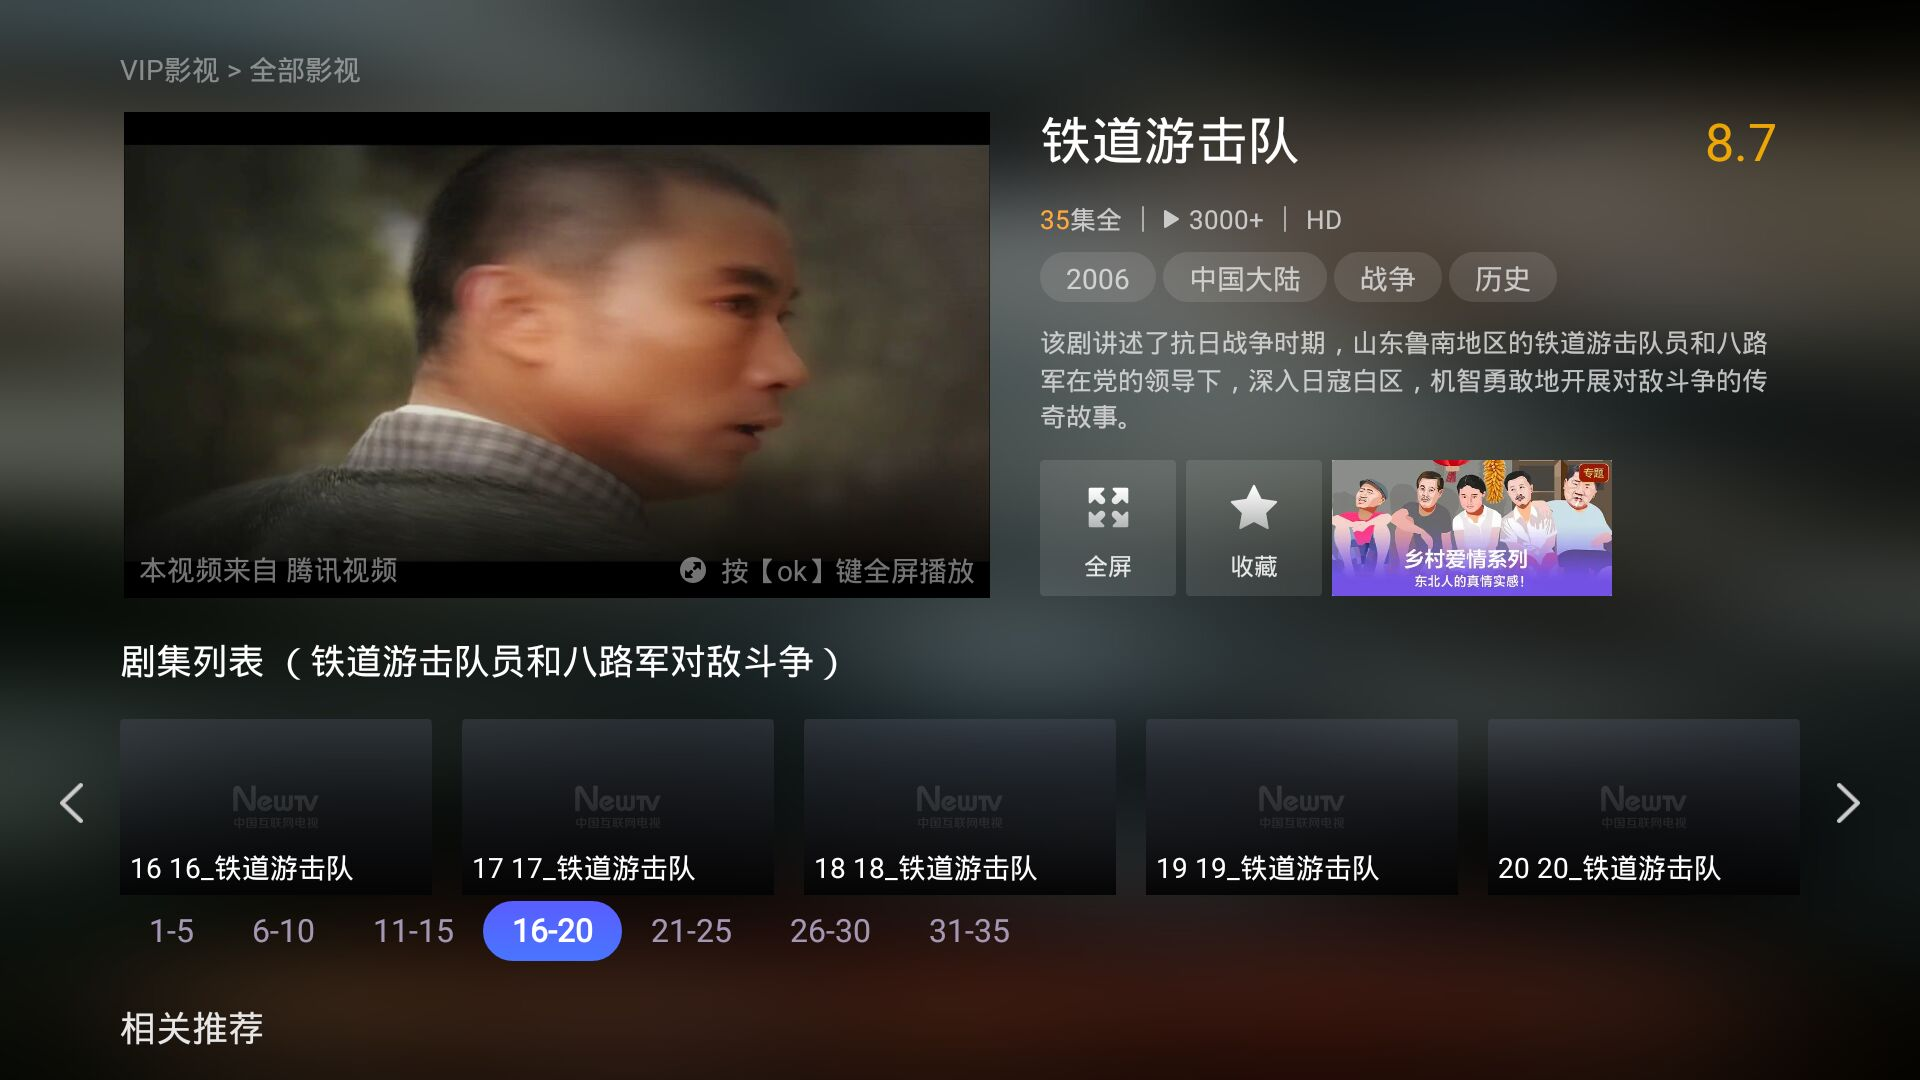 VIP影视 > 全部影视
铁道游击队
8.7
35集全 | 3000+ | HD
2006 中国大陆 战争 历史
该剧讲述了抗日战争时期，山东鲁南地区的铁道游击队员和八路
军在党的领导下，深入日寇白区，机智勇敢地开展对敌斗争的传
奇故事。
本视频来自 腾讯视频
按【ok】键全屏播放
全屏
收藏
专题
乡村爱情系列
东北人的真情实感！
剧集列表 （铁道游击队员和八路军对敌斗争）
NewTV NewTV NewTV NewTV NewTV
中国互联网电视 中国互联网电视 中国互联网电视 中国互联网电视 中国互联网电视
16 16_铁道游击队 17 17_铁道游击队 18 18_铁道游击队 19 19_铁道游击队 20 20_铁道游击队
1-5 6-10 11-15 16-20 21-25 26-30 31-35
相关推荐